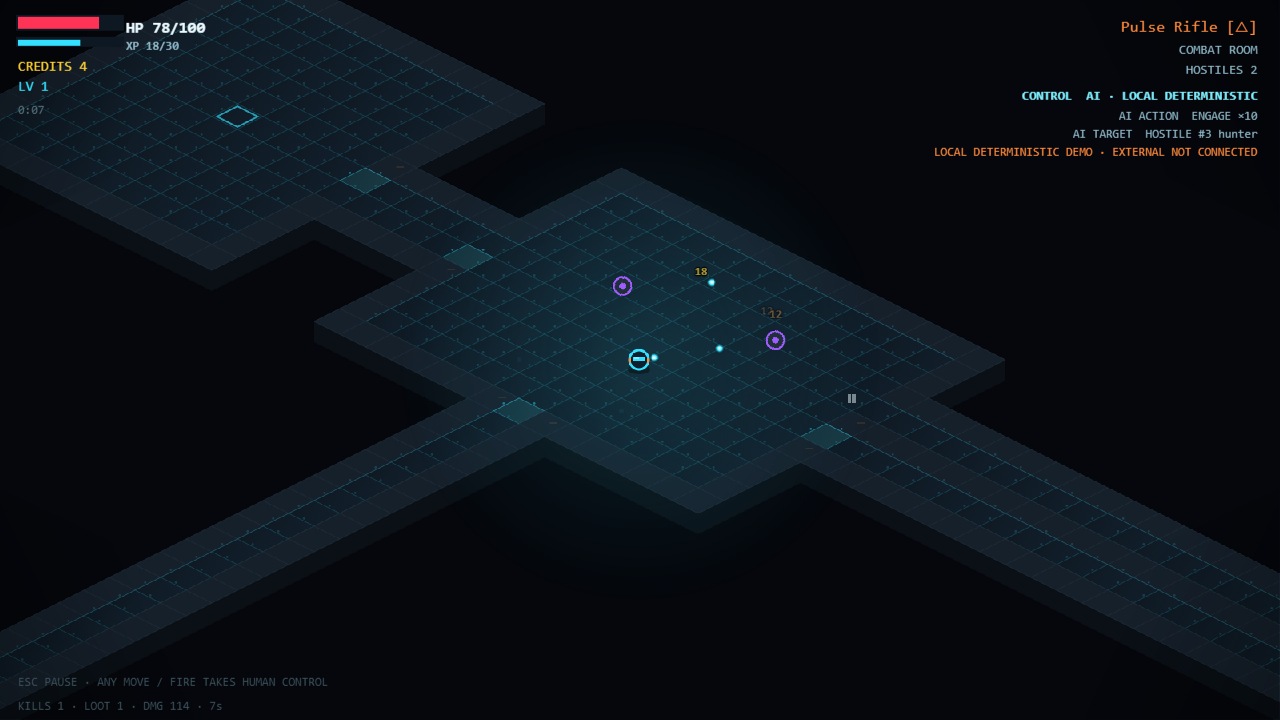 HP 78/100
XP 18/30
CREDITS 4
LV 1
0:07
Pulse Rifle [△]
COMBAT ROOM
HOSTILES 2
CONTROL AI · LOCAL DETERMINISTIC
AI ACTION ENGAGE ×10
AI TARGET HOSTILE #3 hunter
LOCAL DETERMINISTIC DEMO · EXTERNAL NOT CONNECTED
18
12
ESC PAUSE · ANY MOVE / FIRE TAKES HUMAN CONTROL
KILLS 1 · LOOT 1 · DMG 114 · 7s